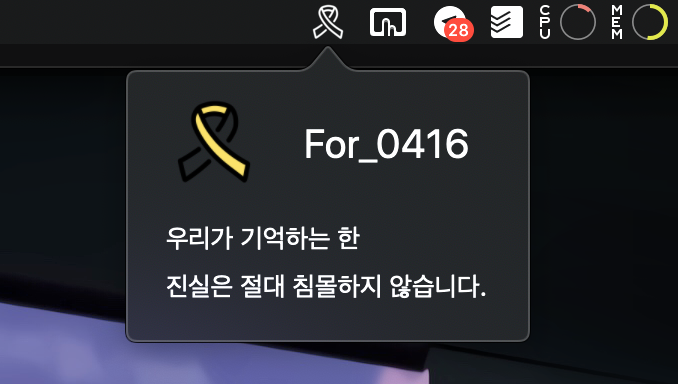 28
CPU
MEM
For_0416
우리가 기억하는 한
진실은 절대 침몰하지 않습니다.